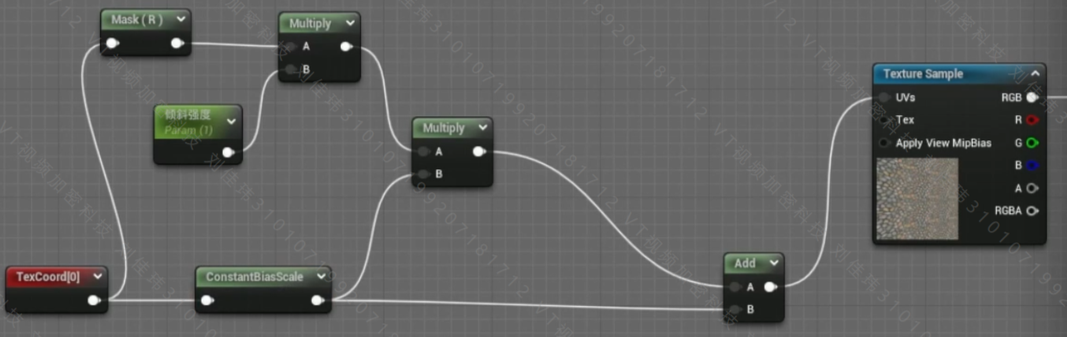 Mask ( R )
Multiply
A
B
倾斜强度
Param (1)
Multiply
A
B
TexCoord[0]
ConstantBiasScale
Add
A
B
Texture Sample
UVs
RGB
Tex
R
Apply View MipBias
G
B
A
RGBA